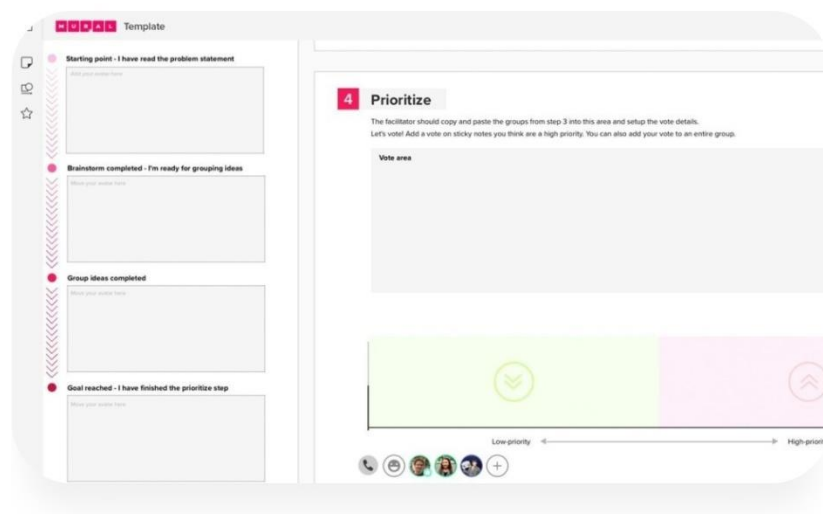 MURAL Template
Starting point - I have read the problem statement
Add your avatar here
Brainstorm completed - I'm ready for grouping ideas
Move your avatar here
Group ideas completed
Move your avatar here
Goal reached - I have finished the prioritize step
Move your avatar here
4 Prioritize
The facilitator should copy and paste the groups from step 3 into this area and setup the vote details.
Let's vote! Add a vote on sticky notes you think are a high priority. You can also add your vote to an entire group.
Vote area
Low-priority
High-priori